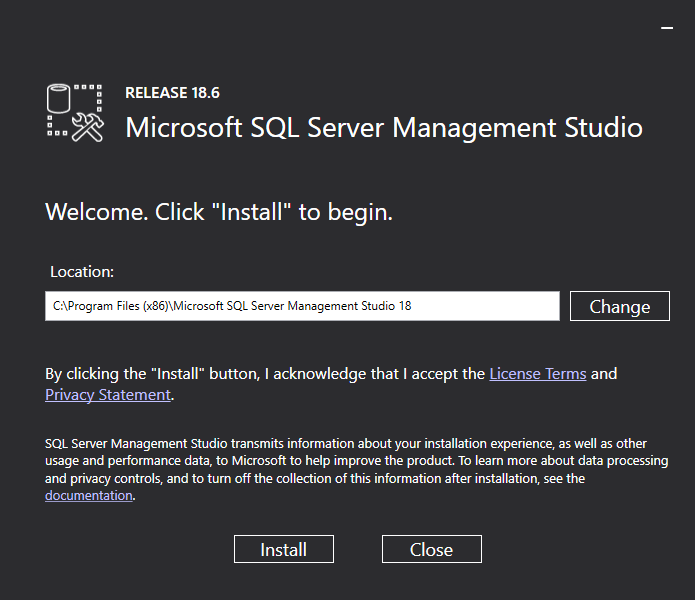 RELEASE 18.6
Microsoft SQL Server Management Studio
Welcome. Click "Install" to begin.
Location:
C:\Program Files (x86)\Microsoft SQL Server Management Studio 18
Change
By clicking the "Install" button, I acknowledge that I accept the License Terms and
Privacy Statement.
SQL Server Management Studio transmits information about your installation experience, as well as other
usage and performance data, to Microsoft to help improve the product. To learn more about data processing
and privacy controls, and to turn off the collection of this information after installation, see the
documentation.
Install
Close